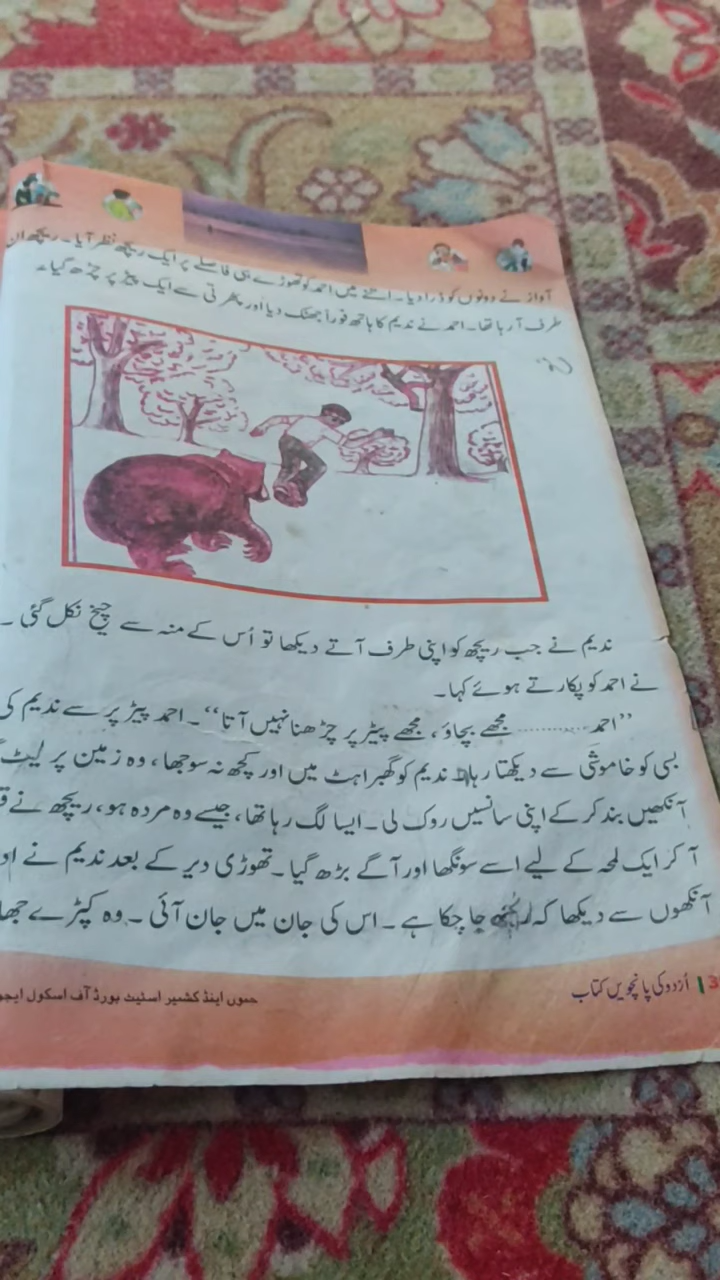 آواز نے دونوں کو ڈرا دیا۔ اتنے میں احمد کو تھوڑے ہی فاصلے پر ایک ریچھ نظر آیا۔ ریچھ ان
طرف آرہا تھا۔ احمد نے ندیم کا ہاتھ فوراً جھٹک دیا اور پھرتی سے ایک پیڑ پر چڑھ گیا۔
ندیم نے جب ریچھ کو اپنی طرف آتے دیکھا تو اُس کے منہ سے چیخ نکل گئی ۔
نے احمد کو پکارتے ہوئے کہا۔
”احمد ............ مجھے بچاؤ، مجھے پیڑ پر چڑھنا نہیں آتا“۔ احمد پیڑ پر سے ندیم کی
بسی کو خاموشی سے دیکھتا رہا۔ ندیم کو گھبراہٹ میں اور کچھ نہ سوجھا، وہ زمین پر لیٹ
آنکھیں بند کر کے اپنی سانسیں روک لی۔ ایسا لگ رہا تھا، جیسے وہ مردہ ہو، ریچھ نے
آ کر ایک لمحہ کے لیے اسے سونگھا اور آگے بڑھ گیا۔ تھوڑی دیر کے بعد ندیم نے
آنکھوں سے دیکھا کہ ریچھ جا چکا ہے ۔ اس کی جان میں جان آئی ۔ وہ کپڑے
3 اُردو کی پانچویں کتاب
جموں اینڈ کشمیر اسٹیٹ بورڈ آف اسکول